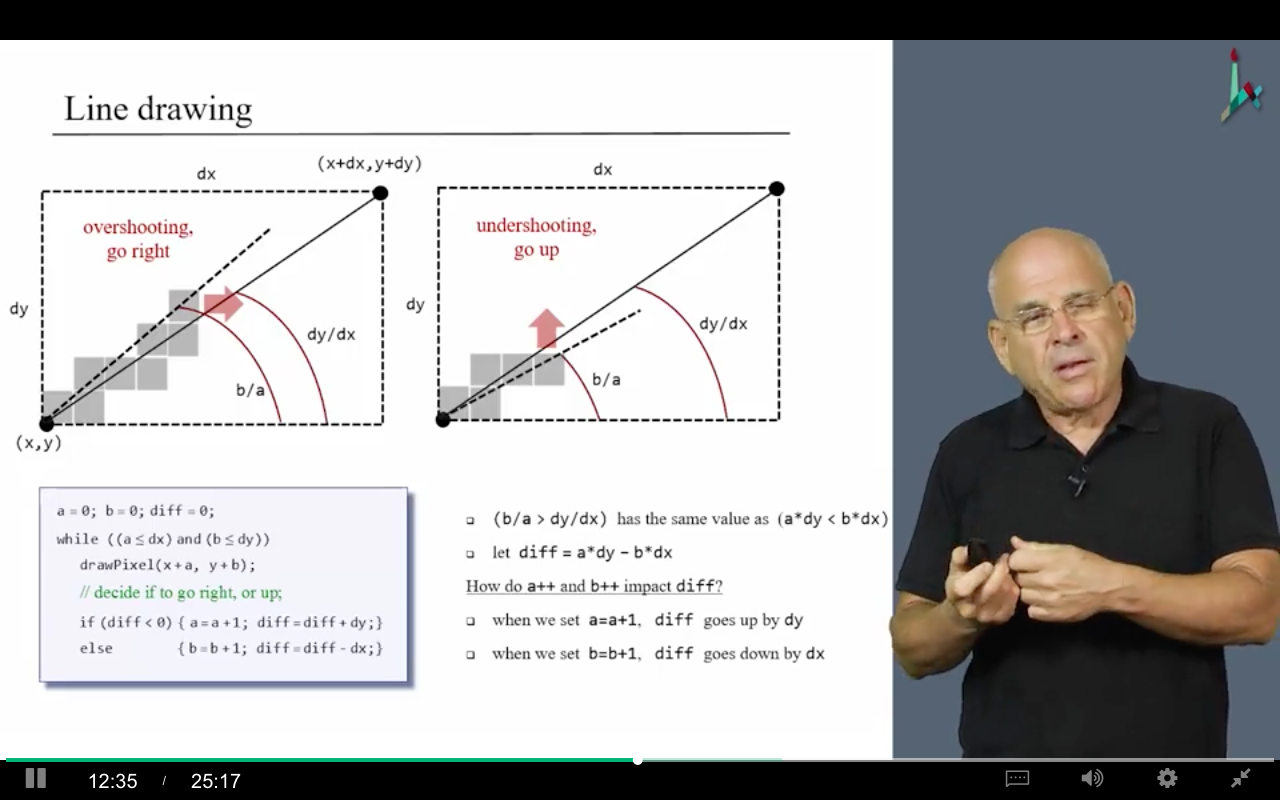 Line drawing
dx
(x+dx,y+dy)
overshooting,
go right
dy
dy/dx
b/a
(x,y)
dx
undershooting,
go up
dy
dy/dx
b/a
a = 0; b = 0; diff = 0;
while ((a ≤ dx) and (b ≤ dy))
drawPixel(x + a, y + b);
// decide if to go right, or up;
if (diff < 0) { a = a + 1; diff = diff + dy; }
else { b = b + 1; diff = diff - dx; }
(b/a > dy/dx) has the same value as (a*dy < b*dx)
let diff = a*dy – b*dx
How do a++ and b++ impact diff?
when we set a=a+1, diff goes up by dy
when we set b=b+1, diff goes down by dx
12:35 / 25:17